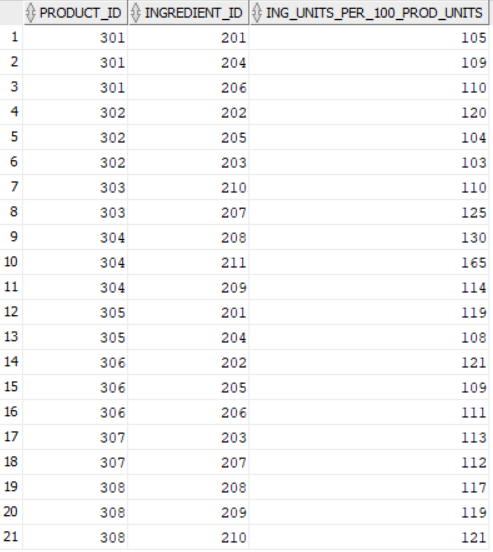 PRODUCT_ID INGREDIENT_ID ING_UNITS_PER_100_PROD_UNITS
1 301 201 105
2 301 204 109
3 301 206 110
4 302 202 120
5 302 205 104
6 302 203 103
7 303 210 110
8 303 207 125
9 304 208 130
10 304 211 165
11 304 209 114
12 305 201 119
13 305 204 108
14 306 202 121
15 306 205 109
16 306 206 111
17 307 203 113
18 307 207 112
19 308 208 117
20 308 209 119
21 308 210 121